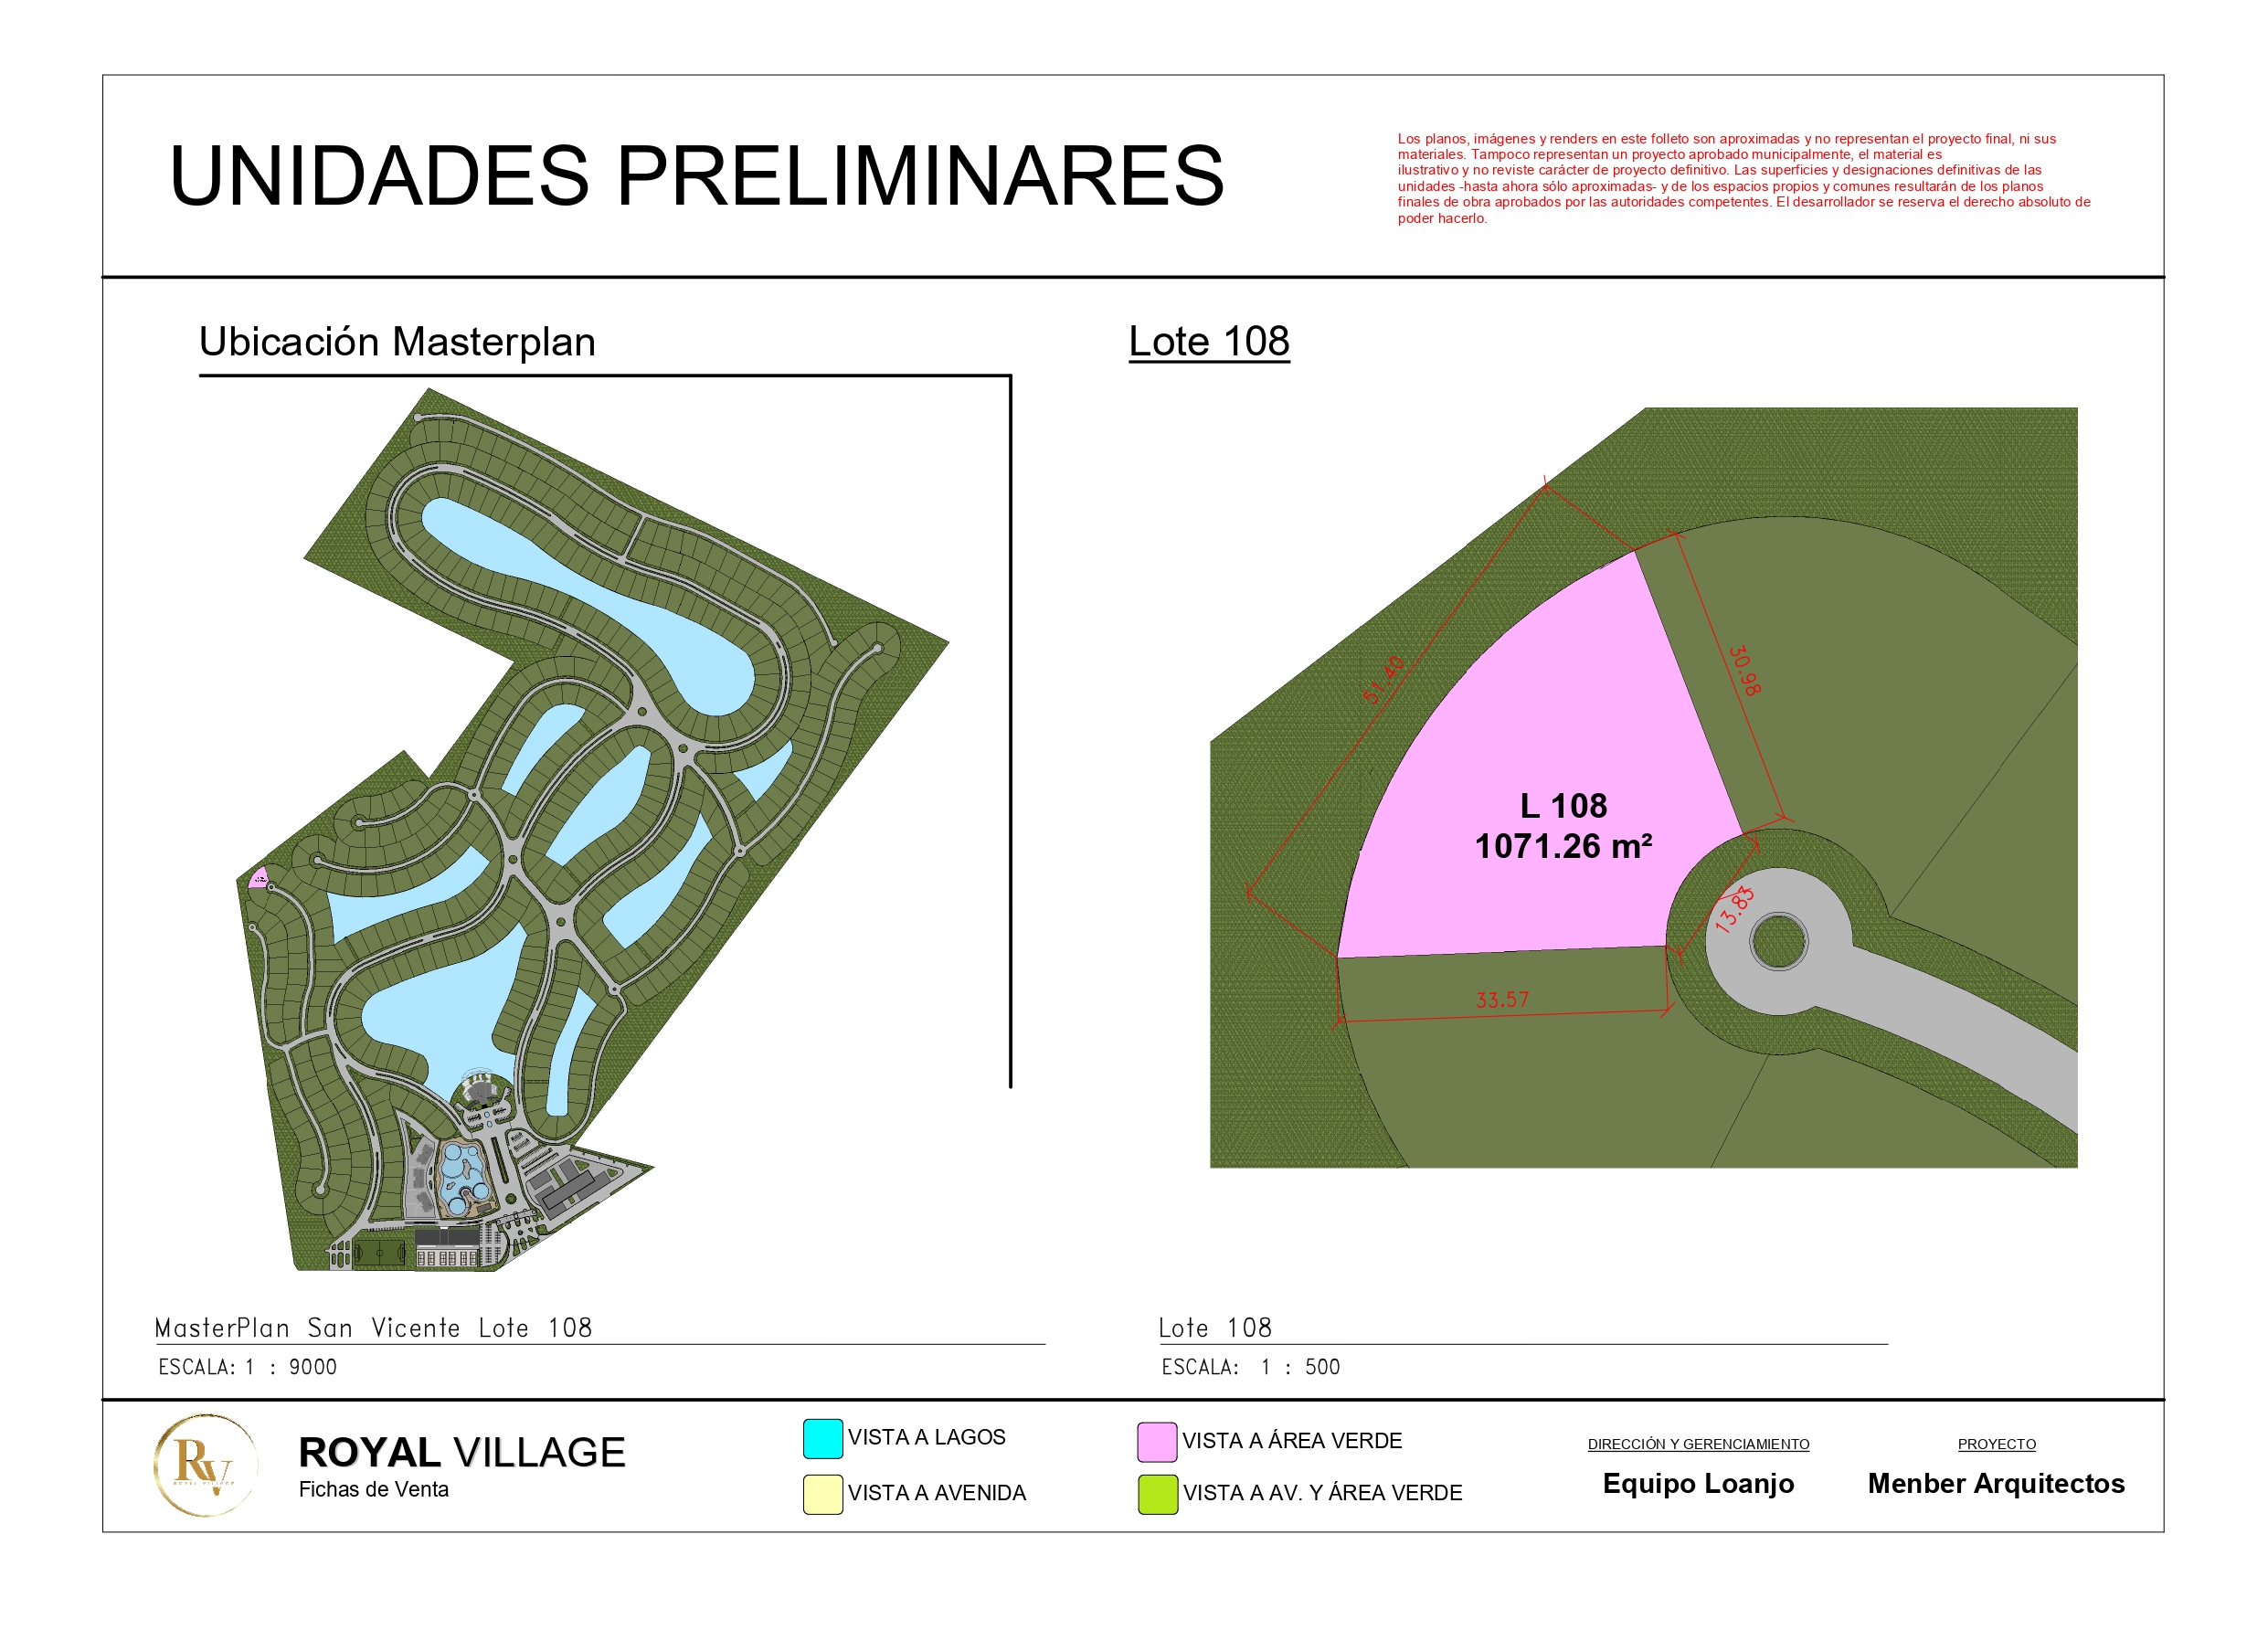 UNIDADES PRELIMINARES
Los planos, imágenes y renders en este folleto son aproximadas y no representan el proyecto final, ni sus
materiales. Tampoco representan un proyecto aprobado municipalmente, el material es
ilustrativo y no reviste carácter de proyecto definitivo. Las superficies y designaciones definitivas de las
unidades -hasta ahora sólo aproximadas- y de los espacios propios y comunes resultarán de los planos
finales de obra aprobados por las autoridades competentes. El desarrollador se reserva el derecho absoluto de
poder hacerlo.
Ubicación Masterplan
Lote 108
51.40
30.98
L 108
1071.26 m²
13.83
33.57
MasterPlan San Vicente Lote 108
ESCALA: 1 : 9000
Lote 108
ESCALA: 1 : 500
RV
ROYAL VILLAGE
ROYAL VILLAGE
Fichas de Venta
VISTA A LAGOS
VISTA A AVENIDA
VISTA A ÁREA VERDE
VISTA A AV. Y ÁREA VERDE
DIRECCIÓN Y GERENCIAMIENTO
Equipo Loanjo
PROYECTO
Menber Arquitectos